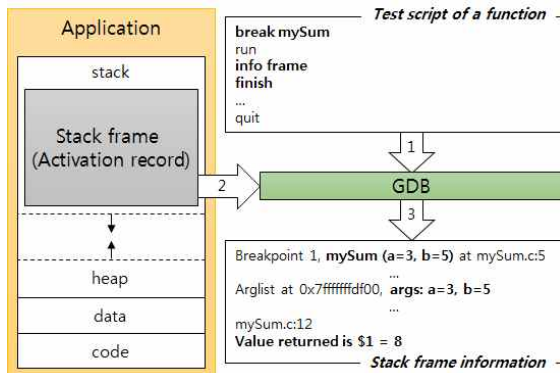 Application
stack
Stack frame
(Activation record)
heap
data
code
Test script of a function
break mySum
run
info frame
finish
...
quit
1
2
GDB
3
Breakpoint 1, mySum (a=3, b=5) at mySum.c:5
...
Arglist at 0x7fffffffdf00, args: a=3, b=5
...
mySum.c:12
Value returned is $1 = 8
Stack frame information